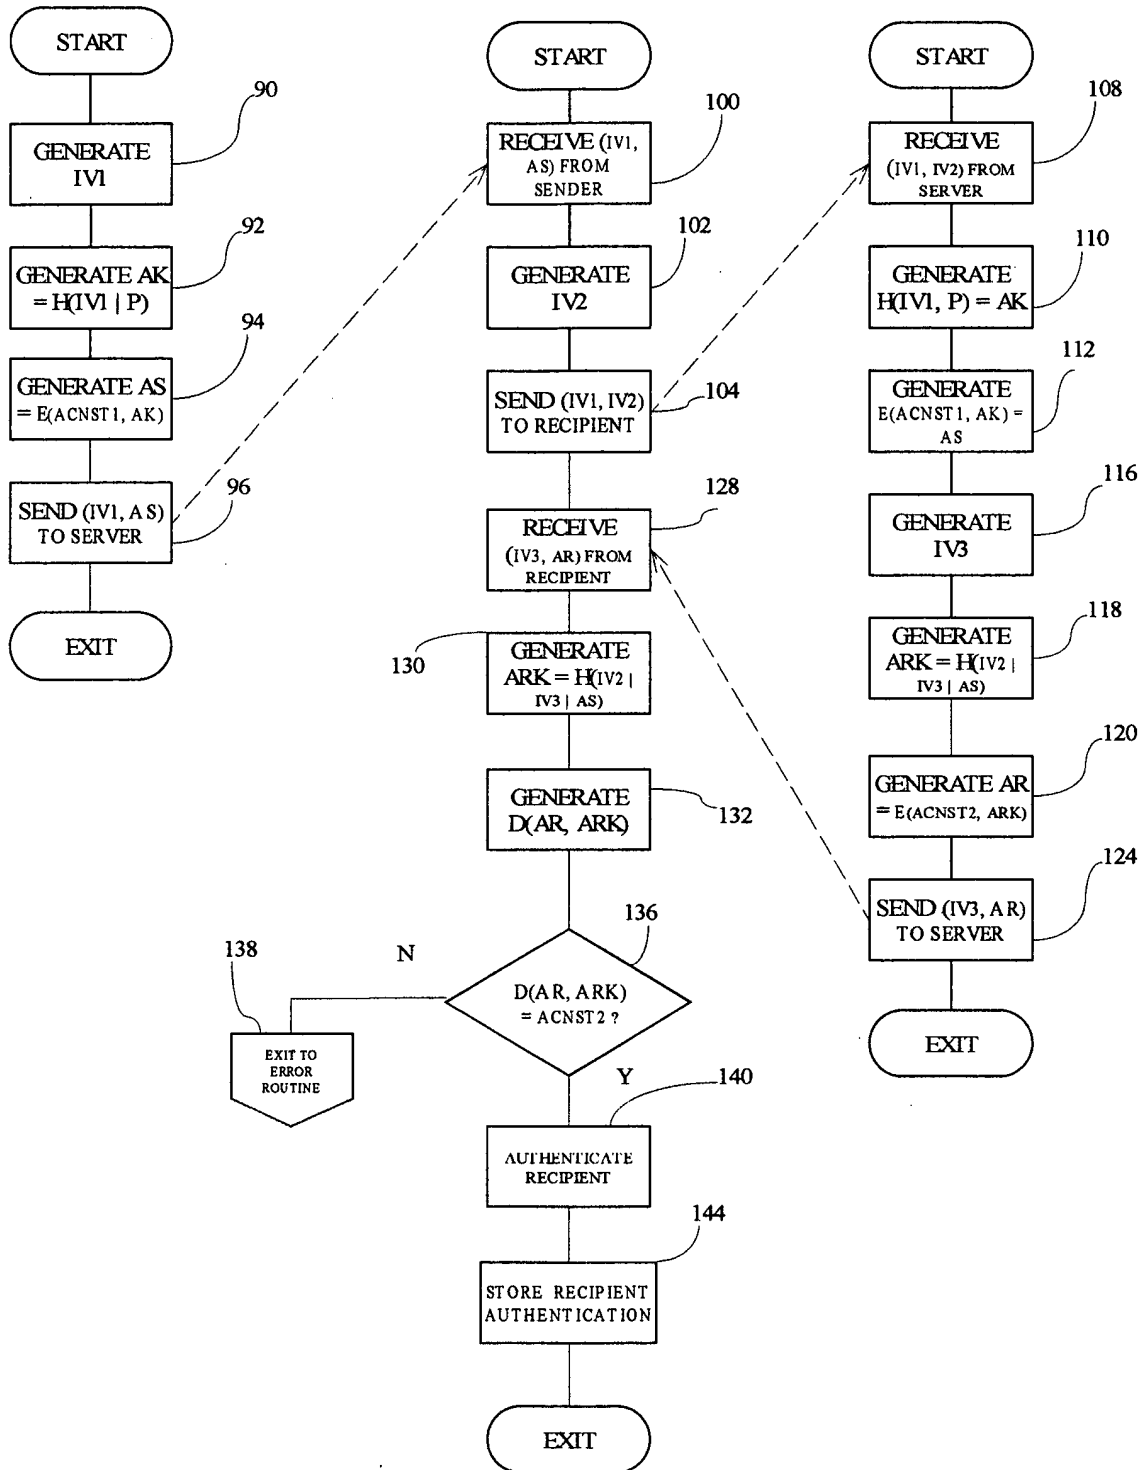 START
90
GENERATE
IV1
92
GENERATE AK
= H(IV1 | P)
94
GENERATE AS
= E(ACNST1, AK)
96
SEND (IV1, AS)
TO SERVER
EXIT
START
100
RECEIVE (IV1,
AS) FROM
SENDER
102
GENERATE
IV2
SEND (IV1, IV2)
TO RECIPIENT
104
128
RECEIVE
(IV3, AR) FROM
RECIPIENT
130
GENERATE
ARK = H(IV2 |
IV3 | AS)
GENERATE
D(AR, ARK)
132
136
D(AR, ARK)
= ACNST2 ?
N
138
EXIT TO
ERROR
ROUTINE
Y
140
AUTHENTICATE
RECIPIENT
144
STORE RECIPIENT
AUTHENTICATION
EXIT
START
108
RECEIVE
(IV1, IV2) FROM
SERVER
110
GENERATE
H(IV1, P) = AK
112
GENERATE
E(ACNST1, AK) =
AS
116
GENERATE
IV3
118
GENERATE
ARK = H(IV2 |
IV3 | AS)
120
GENERATE AR
= E(ACNST2, ARK)
124
SEND (IV3, AR)
TO SERVER
EXIT